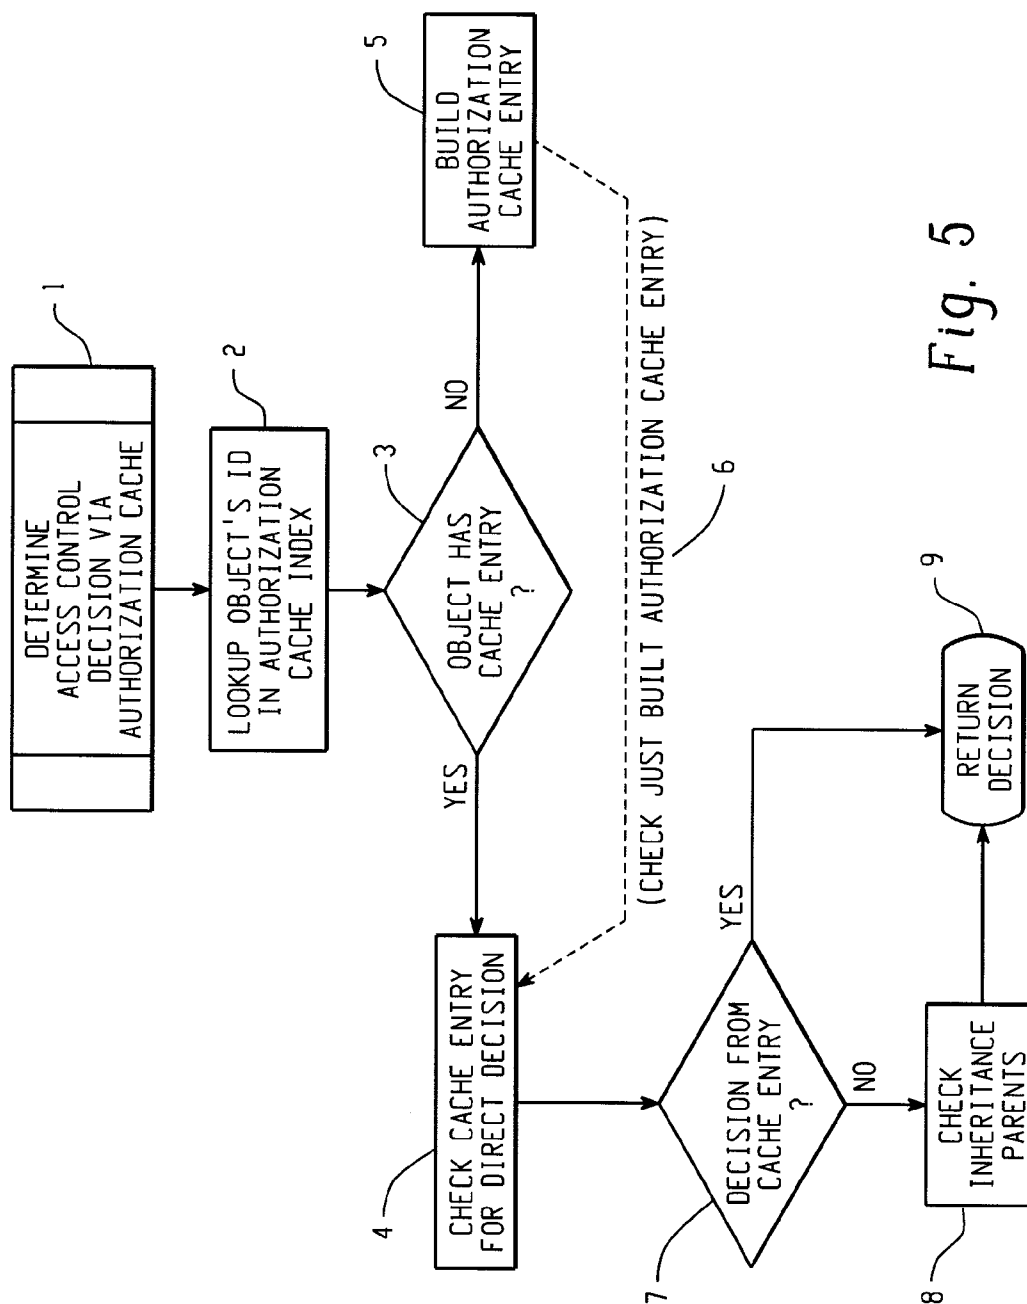 1
DETERMINE
ACCESS CONTROL
DECISION VIA
AUTHORIZATION CACHE
2
LOOKUP OBJECT'S ID
IN AUTHORIZATION
CACHE INDEX
3
OBJECT HAS
CACHE ENTRY
?
YES
NO
4
CHECK CACHE ENTRY
FOR DIRECT DECISION
5
BUILD
AUTHORIZATION
CACHE ENTRY
(CHECK JUST BUILT AUTHORIZATION CACHE ENTRY)
6
7
DECISION FROM
CACHE ENTRY
?
YES
NO
8
CHECK
INHERITANCE
PARENTS
9
RETURN
DECISION
Fig. 5